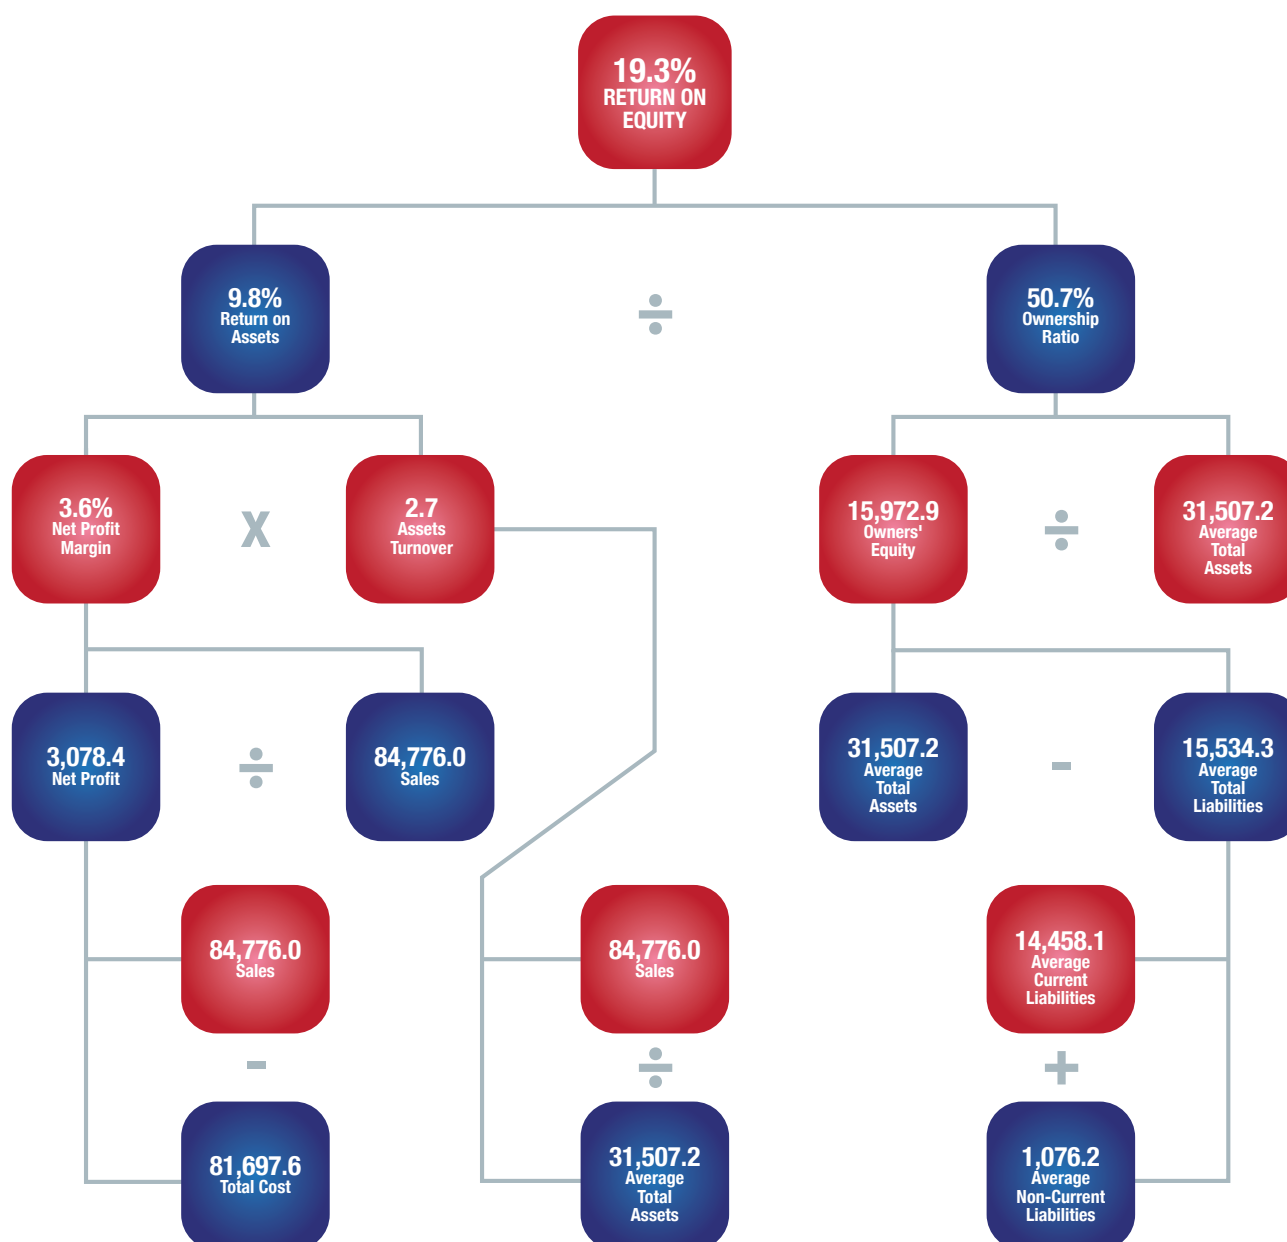 19.3%
RETURN ON
EQUITY
9.8%
Return on
Assets
÷
50.7%
Ownership
Ratio
3.6%
Net Profit
Margin
X
2.7
Assets
Turnover
15,972.9
Owners'
Equity
÷
31,507.2
Average
Total
Assets
3,078.4
Net Profit
÷
84,776.0
Sales
31,507.2
Average
Total
Assets
-
15,534.3
Average
Total
Liabilities
84,776.0
Sales
84,776.0
Sales
14,458.1
Average
Current
Liabilities
-
÷
+
81,697.6
Total Cost
31,507.2
Average
Total
Assets
1,076.2
Average
Non-Current
Liabilities